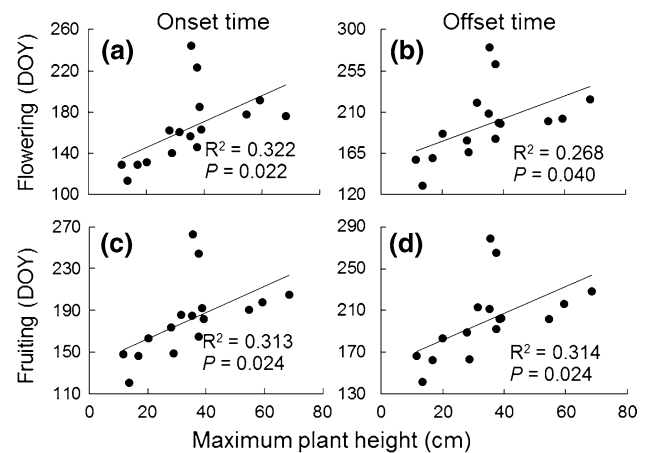 Onset time
Offset time
Flowering (DOY)
260
220
180
140
100
(a)
R² = 0.322
P = 0.022
300
255
210
165
120
(b)
R² = 0.268
P = 0.040
Fruiting (DOY)
270
230
190
150
110
(c)
R² = 0.313
P = 0.024
0 20 40 60 80
290
250
210
170
130
(d)
R² = 0.314
P = 0.024
0 20 40 60 80
Maximum plant height (cm)